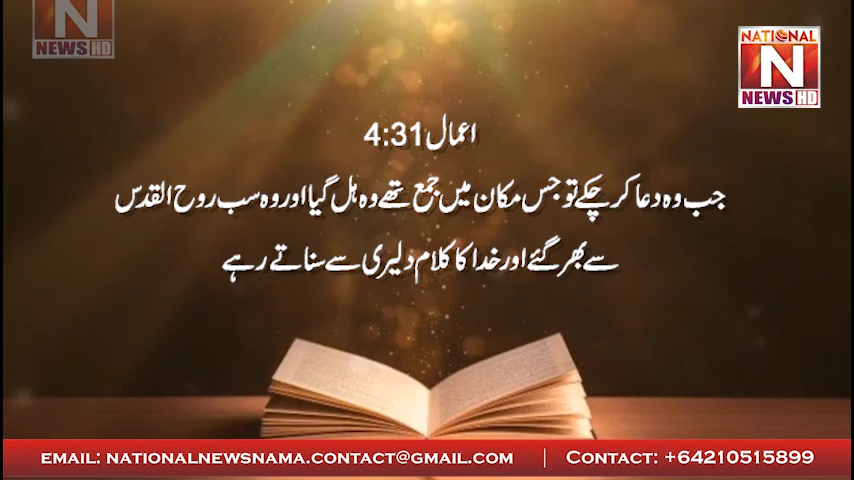 N
NEWS HD
NATIONAL
N
NEWS HD
اعمال 4:31
جب وہ دعا کر چکے تو جس مکان میں جمع تھے وہ ہل گیا اور وہ سب روح القدس
سے بھر گئے اور خدا کا کلام دلیری سے سناتے رہے
EMAIL: NATIONALNEWSNAMA.CONTACT@GMAIL.COM | CONTACT: +64210515899